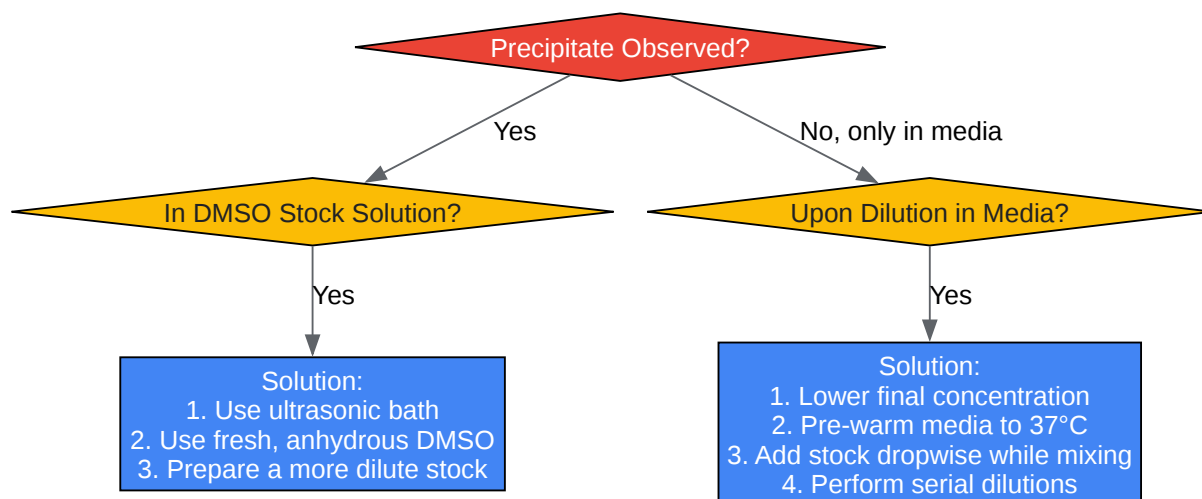 Precipitate Observed?
Yes
No, only in media
In DMSO Stock Solution?
Upon Dilution in Media?
Yes
Yes
Solution:
1. Use ultrasonic bath
2. Use fresh, anhydrous DMSO
3. Prepare a more dilute stock
Solution:
1. Lower final concentration
2. Pre-warm media to 37°C
3. Add stock dropwise while mixing
4. Perform serial dilutions